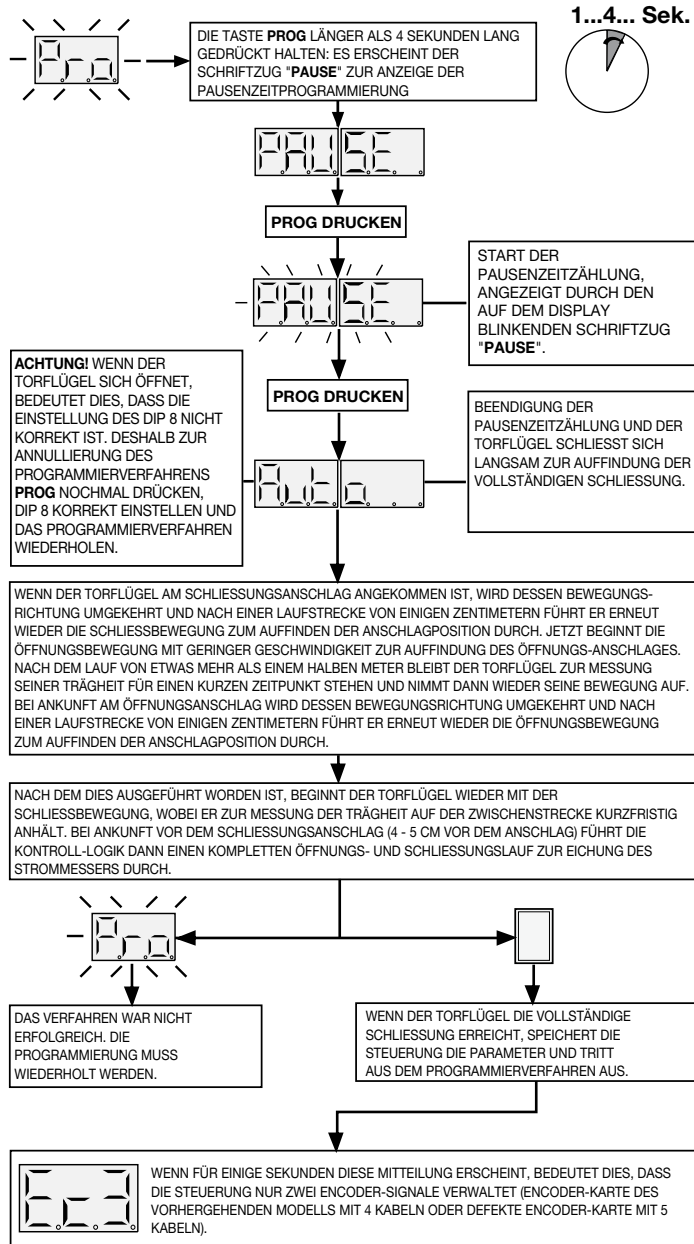 1...4... Sek.
Pro
DIE TASTE PROG LÄNGER ALS 4 SEKUNDEN LANG
GEDRÜCKT HALTEN: ES ERSCHEINT DER
SCHRIFTZUG "PAUSE" ZUR ANZEIGE DER
PAUSENZEITPROGRAMMIERUNG
PAUSE
PROG DRUCKEN
PAUSE
START DER
PAUSENZEITZÄHLUNG,
ANGEZEIGT DURCH DEN
AUF DEM DISPLAY
BLINKENDEN SCHRIFTZUG
"PAUSE".
PROG DRUCKEN
ACHTUNG! WENN DER
TORFLÜGEL SICH ÖFFNET,
BEDEUTET DIES, DASS DIE
EINSTELLUNG DES DIP 8 NICHT
KORREKT IST. DESHALB ZUR
ANNULLIERUNG DES
PROGRAMMIERVERFAHRENS
PROG NOCHMAL DRÜCKEN,
DIP 8 KORREKT EINSTELLEN UND
DAS PROGRAMMIERVERFAHREN
WIEDERHOLEN.
Auto
BEENDIGUNG DER
PAUSENZEITZÄHLUNG UND DER
TORFLÜGEL SCHLIESST SICH
LANGSAM ZUR AUFFINDUNG DER
VOLLSTÄNDIGEN SCHLIESSUNG.
WENN DER TORFLÜGEL AM SCHLIESSUNGSANSCHLAG ANGEKOMMEN IST, WIRD DESSEN BEWEGUNGS-
RICHTUNG UMGEKEHRT UND NACH EINER LAUFSTRECKE VON EINIGEN ZENTIMETERN FÜHRT ER ERNEUT
WIEDER DIE SCHLIESSBEWEGUNG ZUM AUFFINDEN DER ANSCHLAGPOSITION DURCH. JETZT BEGINNT DIE
ÖFFNUNGSBEWEGUNG MIT GERINGER GESCHWINDIGKEIT ZUR AUFFINDUNG DES ÖFFNUNGS-ANSCHLAGES.
NACH DEM LAUF VON ETWAS MEHR ALS EINEM HALBEN METER BLEIBT DER TORFLÜGEL ZUR MESSUNG
SEINER TRÄGHEIT FÜR EINEN KURZEN ZEITPUNKT STEHEN UND NIMMT DANN WIEDER SEINE BEWEGUNG AUF.
BEI ANKUNFT AM ÖFFNUNGSANSCHLAG WIRD DESSEN BEWEGUNGSRICHTUNG UMGEKEHRT UND NACH
EINER LAUFSTRECKE VON EINIGEN ZENTIMETERN FÜHRT ER ERNEUT WIEDER DIE ÖFFNUNGSBEWEGUNG
ZUM AUFFINDEN DER ANSCHLAGPOSITION DURCH.
NACH DEM DIES AUSGEFÜHRT WORDEN IST, BEGINNT DER TORFLÜGEL WIEDER MIT DER
SCHLIESSBEWEGUNG, WOBEI ER ZUR MESSUNG DER TRÄGHEIT AUF DER ZWISCHENSTRECKE KURZFRISTIG
ANHÄLT. BEI ANKUNFT VOR DEM SCHLIESSUNGSANSCHLAG (4 - 5 CM VOR DEM ANSCHLAG) FÜHRT DIE
KONTROLL-LOGIK DANN EINEN KOMPLETTEN ÖFFNUNGS- UND SCHLIESSUNGSLAUF ZUR EICHUNG DES
STROMMESSERS DURCH.
Pro
DAS VERFAHREN WAR NICHT
ERFOLGREICH. DIE
PROGRAMMIERUNG MUSS
WIEDERHOLT WERDEN.
WENN DER TORFLÜGEL DIE VOLLSTÄNDIGE
SCHLIESSUNG ERREICHT, SPEICHERT DIE
STEUERUNG DIE PARAMETER UND TRITT
AUS DEM PROGRAMMIERVERFAHREN AUS.
Er3
WENN FÜR EINIGE SEKUNDEN DIESE MITTEILUNG ERSCHEINT, BEDEUTET DIES, DASS
DIE STEUERUNG NUR ZWEI ENCODER-SIGNALE VERWALTET (ENCODER-KARTE DES
VORHERGEHENDEN MODELLS MIT 4 KABELN ODER DEFEKTE ENCODER-KARTE MIT 5
KABELN).